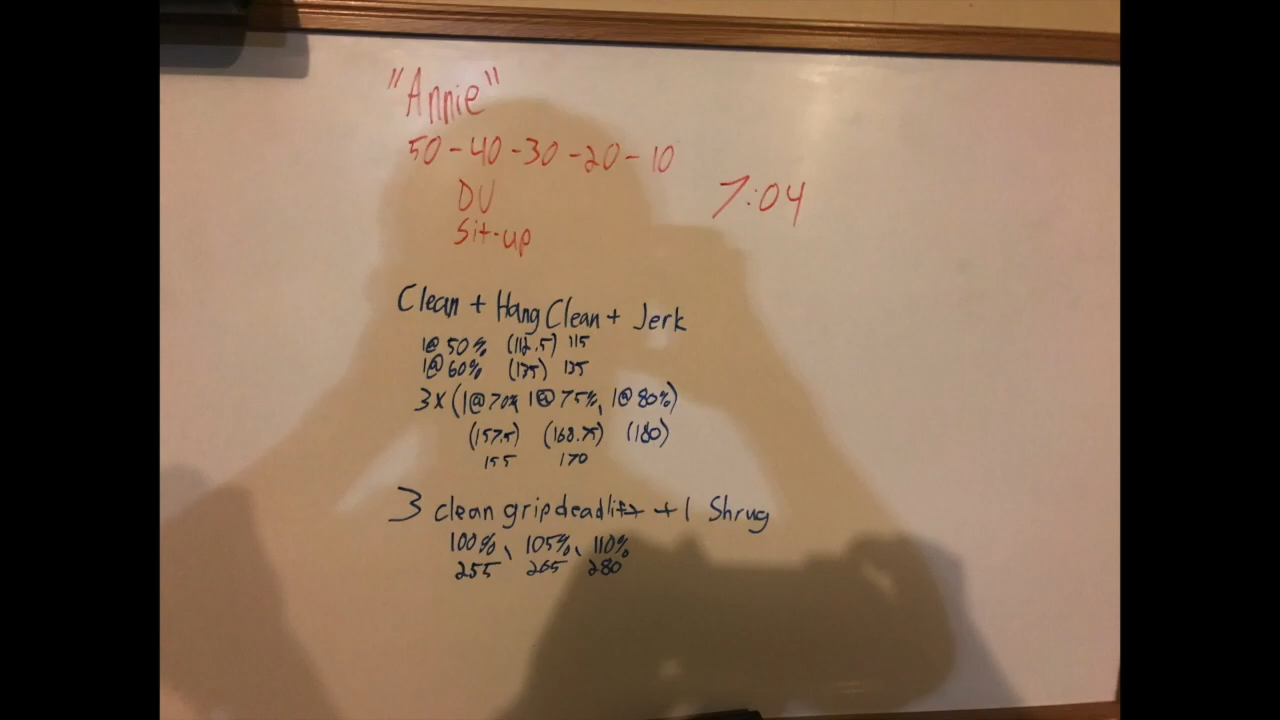 "Annie"
50-40-30-20-10
DU
Sit-up
7:04
Clean + Hang Clean + Jerk
1@ 50% (112.5) 115
1@ 60% (135) 135
3x (1@70%, 1@75%, 1@80%)
(157.5) (168.75) (180)
155 170
3 clean grip deadlift +1 Shrug
100%, 105%, 110%
255 265 280